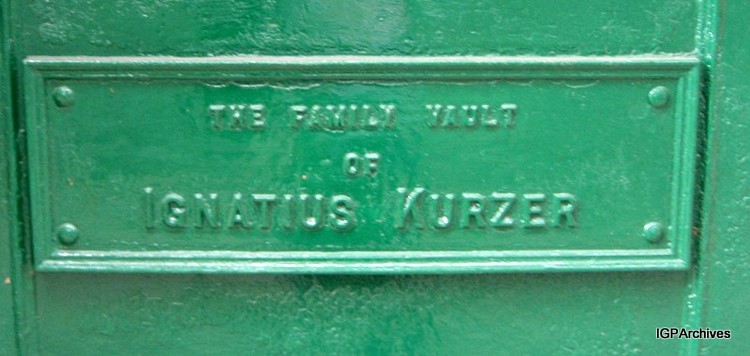 THE FAMILY VAULT
OF
IGNATIUS KURZER
IGPArchives